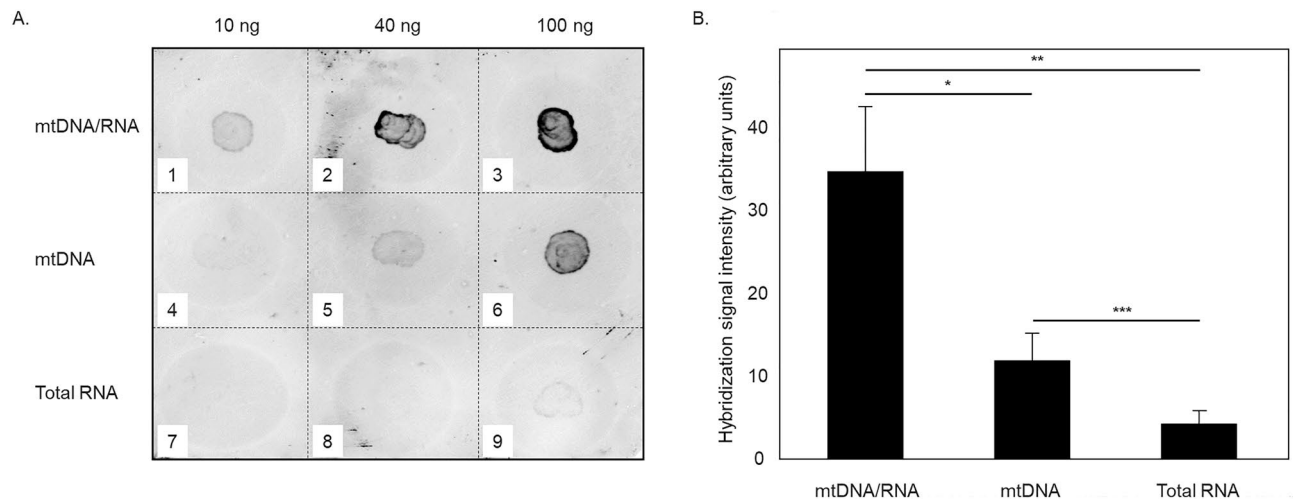 A.
10 ng 40 ng 100 ng
mtDNA/RNA
1 2 3
mtDNA
4 5 6
Total RNA
7 8 9
B.
Hybridization signal intensity (arbitrary units)
40
30
20
10
0
**
*
***
mtDNA/RNA mtDNA Total RNA